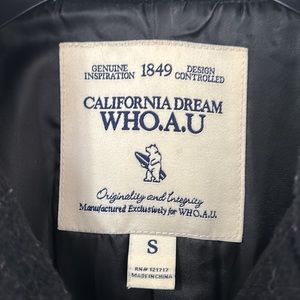 GENUINE INSPIRATION 1849 DESIGN CONTROLLED
CALIFORNIA DREAM
WHO.A.U
Originality and Integrity
Manufactured Exclusively for WHO.A.U.
S
RN# 121717
MADE IN CHINA